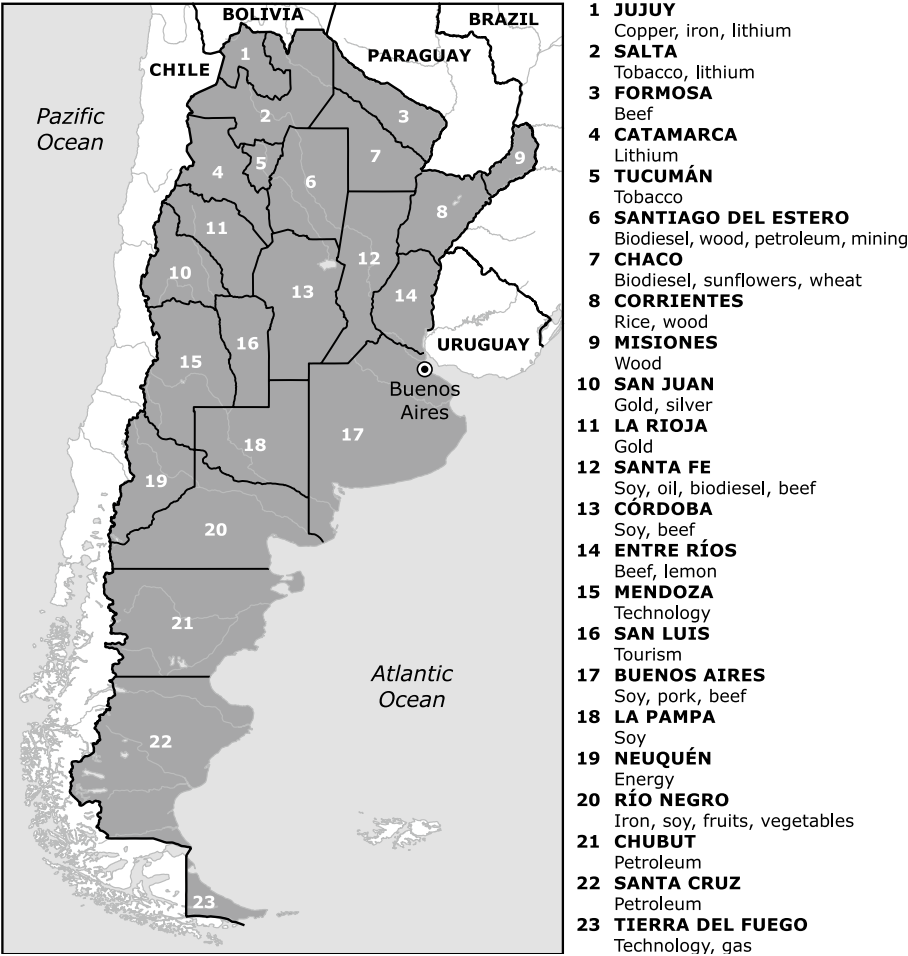 BOLIVIA
BRAZIL
PARAGUAY
CHILE
Pazific
Ocean
URUGUAY
Buenos
Aires
Atlantic
Ocean
1
2
3
4
5
6
7
8
9
10
11
12
13
14
15
16
17
18
19
20
21
22
23
1 JUJUY
Copper, iron, lithium
2 SALTA
Tobacco, lithium
3 FORMOSA
Beef
4 CATAMARCA
Lithium
5 TUCUMÁN
Tobacco
6 SANTIAGO DEL ESTERO
Biodiesel, wood, petroleum, mining
7 CHACO
Biodiesel, sunflowers, wheat
8 CORRIENTES
Rice, wood
9 MISIONES
Wood
10 SAN JUAN
Gold, silver
11 LA RIOJA
Gold
12 SANTA FE
Soy, oil, biodiesel, beef
13 CÓRDOBA
Soy, beef
14 ENTRE RÍOS
Beef, lemon
15 MENDOZA
Technology
16 SAN LUIS
Tourism
17 BUENOS AIRES
Soy, pork, beef
18 LA PAMPA
Soy
19 NEUQUÉN
Energy
20 RÍO NEGRO
Iron, soy, fruits, vegetables
21 CHUBUT
Petroleum
22 SANTA CRUZ
Petroleum
23 TIERRA DEL FUEGO
Technology, gas